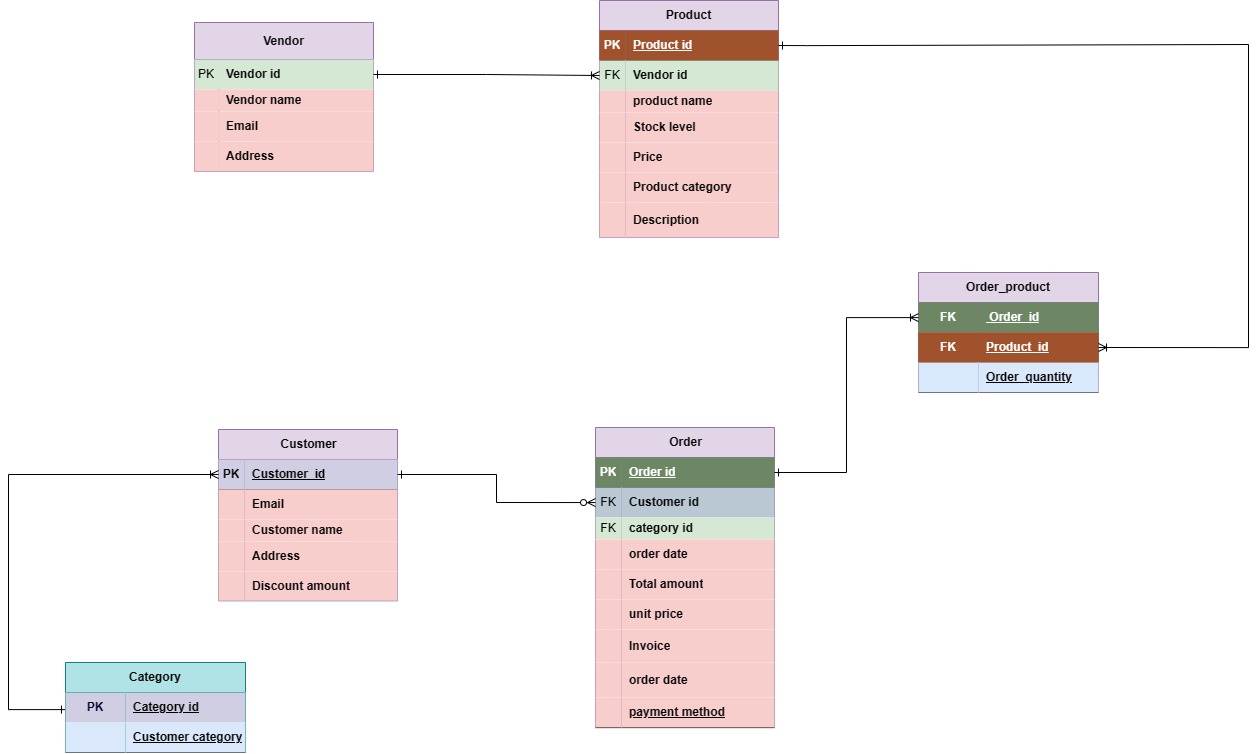 Vendor
PK Vendor id
Vendor name
Email
Address
Product
PK Product id
FK Vendor id
product name
Stock level
Price
Product category
Description
Order_product
FK Order_id
FK Product_id
Order_quantity
Customer
PK Customer_id
Email
Customer name
Address
Discount amount
Order
PK Order id
FK Customer id
FK category id
order date
Total amount
unit price
Invoice
order date
payment method
Category
PK Category id
Customer category